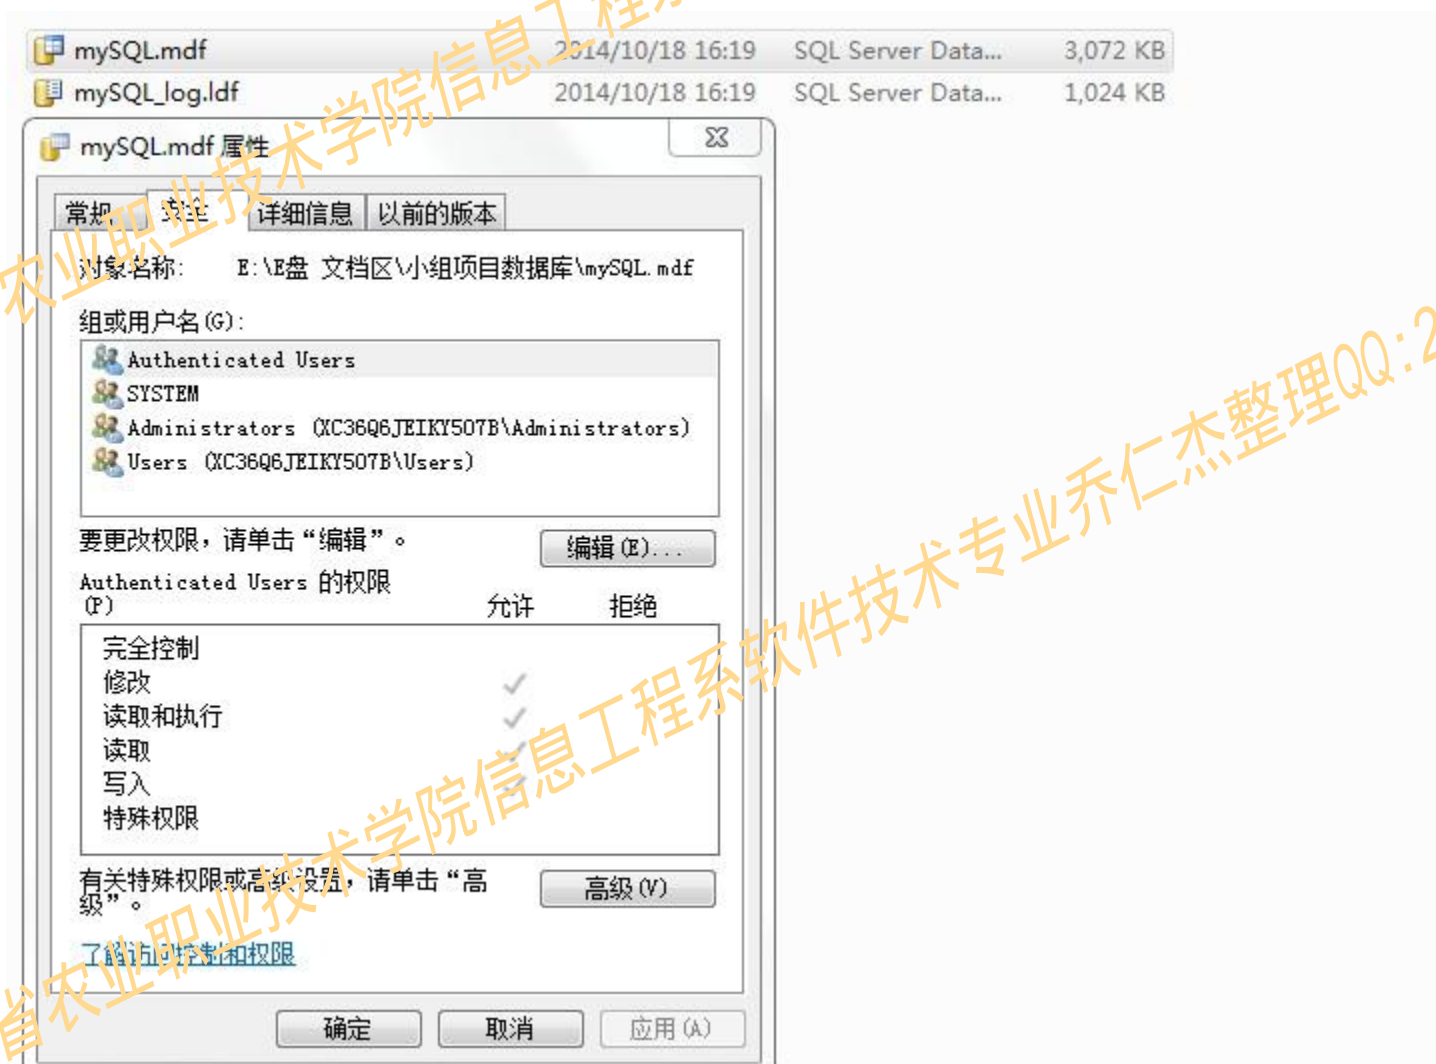 mySQL.mdf 2014/10/18 16:19 SQL Server Data... 3,072 KB
mySQL_log.ldf 2014/10/18 16:19 SQL Server Data... 1,024 KB
mySQL.mdf 属性
常规 安全 详细信息 以前的版本
对象名称: E:\E盘 文档区\小组项目数据库\mySQL.mdf
组或用户名(G):
Authenticated Users
SYSTEM
Administrators (XC36Q6JEIKY507B\Administrators)
Users (XC36Q6JEIKY507B\Users)
要更改权限，请单击“编辑”。 编辑(E)...
Authenticated Users 的权限
(P) 允许 拒绝
完全控制
修改
读取和执行
读取
写入
特殊权限
有关特殊权限或高级设置，请单击“高
级”。 高级(V)
了解访问控制和权限
确定 取消 应用(A)
农业职业技术学院信息工程系
省农业职业技术学院信息工程系软件技术专业乔仁杰整理QQ:2